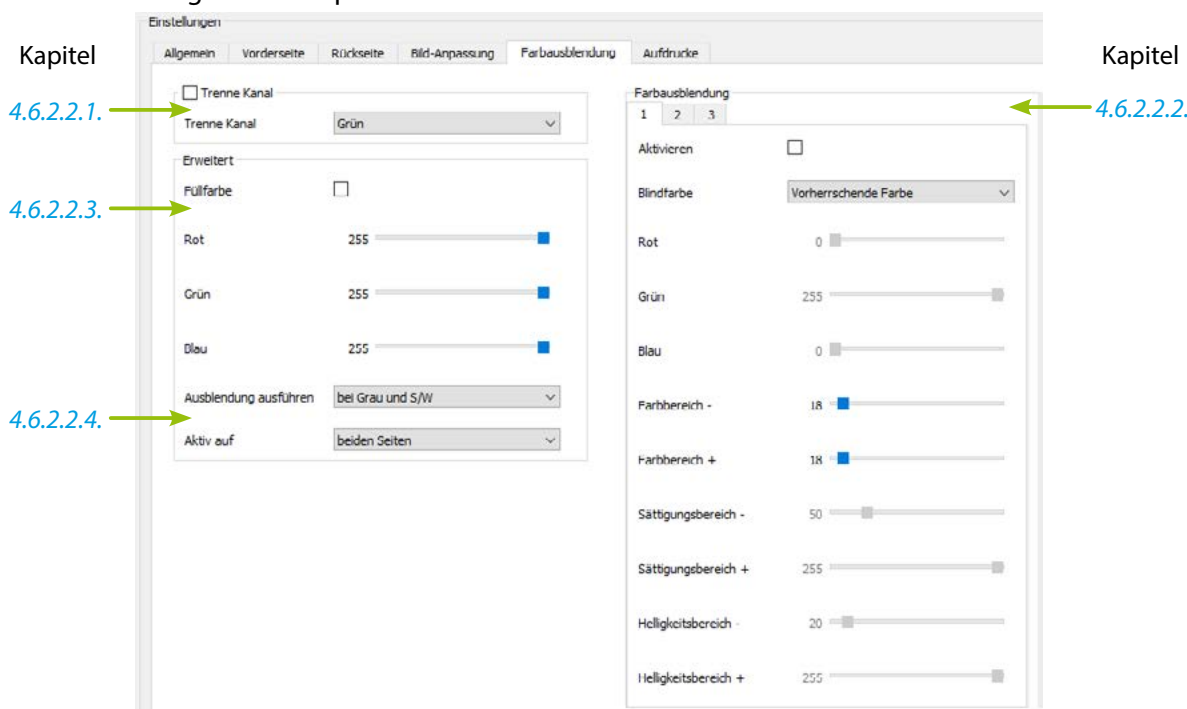 Einstellungen
Allgemein Vorderseite Rückseite Bild-Anpassung Farbausblendung Aufdrucke
Kapitel
4.6.2.2.1.
4.6.2.2.3.
4.6.2.2.4.
Trenne Kanal
Trenne Kanal Grün
Erweitert
Füllfarbe
Rot 255
Grün 255
Blau 255
Ausblendung ausführen bei Grau und S/W
Aktiv auf beiden Seiten
Kapitel
4.6.2.2.2.
Farbausblendung
1 2 3
Aktivieren
Blindfarbe Vorherrschende Farbe
Rot 0
Grün 255
Blau 0
Farbbereich - 18
Farbbereich + 18
Sättigungsbereich - 50
Sättigungsbereich + 255
Helligkeitsbereich - 20
Helligkeitsbereich + 255